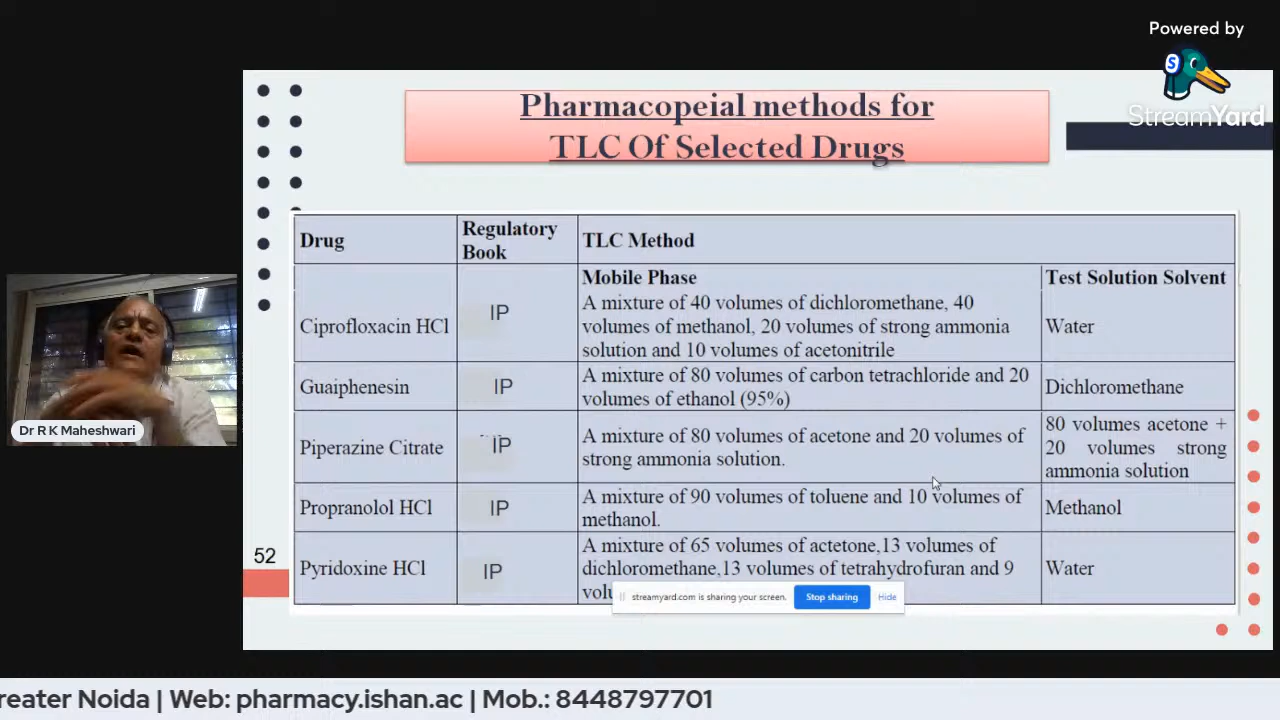 Powered by
StreamYard
Pharmacopeial methods for
TLC Of Selected Drugs
Drug
Regulatory
Book
TLC Method
Mobile Phase
Test Solution Solvent
Ciprofloxacin HCl
IP
A mixture of 40 volumes of dichloromethane, 40
volumes of methanol, 20 volumes of strong ammonia
solution and 10 volumes of acetonitrile
Water
Guaiphenesin
IP
A mixture of 80 volumes of carbon tetrachloride and 20
volumes of ethanol (95%)
Dichloromethane
Piperazine Citrate
IP
A mixture of 80 volumes of acetone and 20 volumes of
strong ammonia solution.
80 volumes acetone +
20 volumes strong
ammonia solution
Propranolol HCl
IP
A mixture of 90 volumes of toluene and 10 volumes of
methanol.
Methanol
Pyridoxine HCl
IP
A mixture of 65 volumes of actetone,13 volumes of
dichloromethane,13 volumes of tetrahydrofuran and 9
Water
52
streamyard.com is sharing your screen.
Stop sharing
Hide
Dr R K Maheshwari
reater Noida | Web: pharmacy.ishan.ac | Mob.: 8448797701